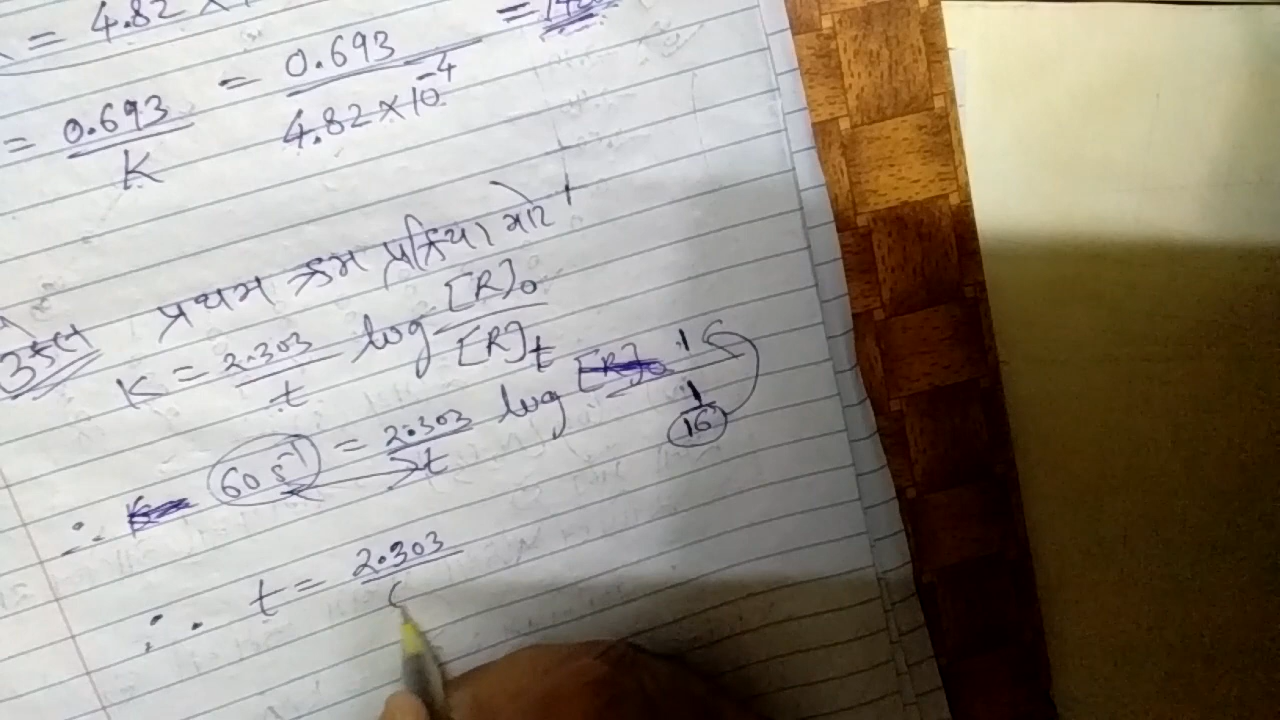 = 4.82 ×
= 0.693 / K = 0.693 / 4.82×10⁻⁴ =
उत्तर प्रथम क्रम प्रक्रिया
K = 2.303 / t log [R]₀ / [R]t
∴ 60 s⁻¹ = 2.303 / t log 1 / 1/16
∴ t = 2.303